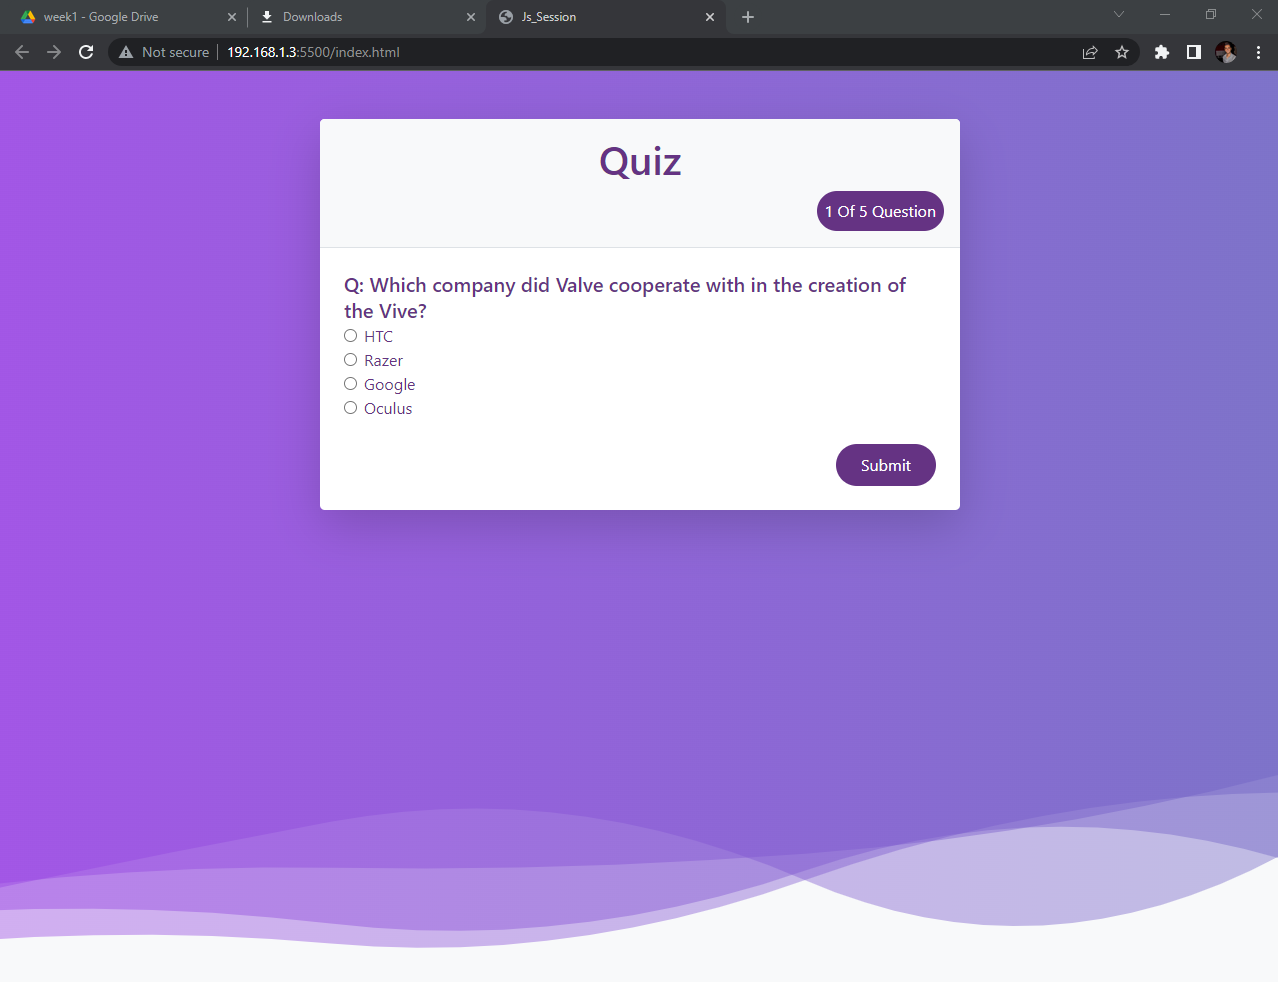 week1 - Google Drive
Downloads
Js_Session
Not secure
192.168.1.3:5500/index.html
Quiz
1 Of 5 Question
Q: Which company did Valve cooperate with in the creation of
the Vive?
HTC
Razer
Google
Oculus
Submit